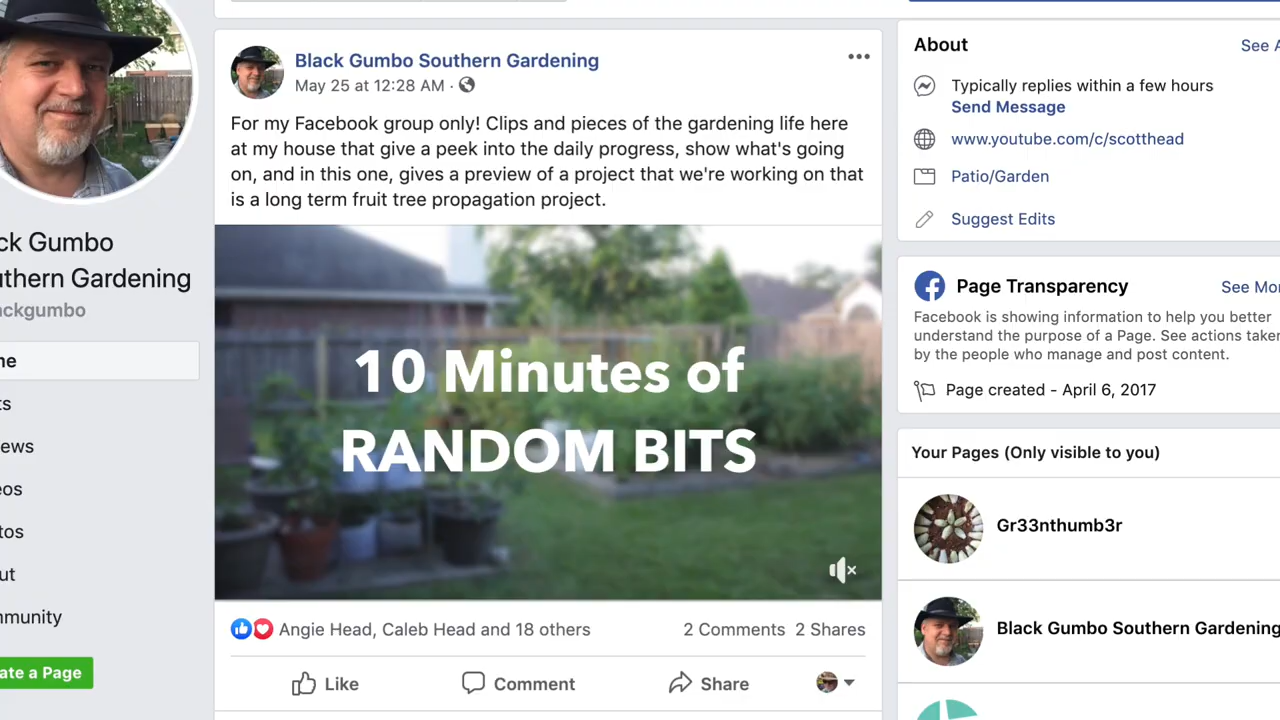 Black Gumbo Southern Gardening
May 25 at 12:28 AM ·
For my Facebook group only! Clips and pieces of the gardening life here
at my house that give a peek into the daily progress, show what's going
on, and in this one, gives a preview of a project that we're working on that
is a long term fruit tree propagation project.
10 Minutes of
RANDOM BITS
Angie Head, Caleb Head and 18 others
2 Comments 2 Shares
Like
Comment
Share
ck Gumbo
thern Gardening
ckgumbo
me
ts
ews
eos
tos
ut
mmunity
ate a Page
About
See A
Typically replies within a few hours
Send Message
www.youtube.com/c/scotthead
Patio/Garden
Suggest Edits
Page Transparency
See Mo
Facebook is showing information to help you better
understand the purpose of a Page. See actions taken
by the people who manage and post content.
Page created - April 6, 2017
Your Pages (Only visible to you)
Gr33nthumb3r
Black Gumbo Southern Gardening